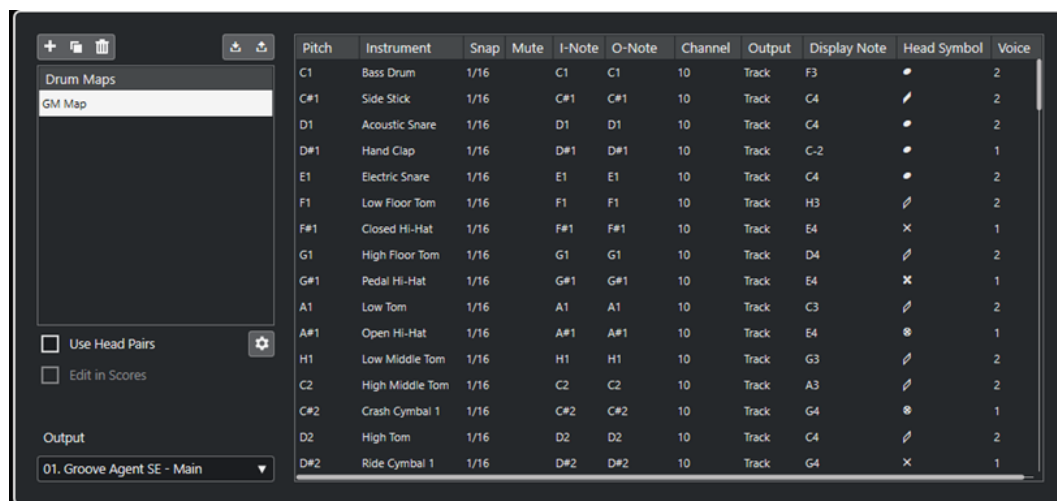 Pitch Instrument Snap Mute I-Note O-Note Channel Output Display Note Head Symbol Voice
Drum Maps
GM Map
C1 Bass Drum 1/16 C1 C1 10 Track F3 2
C#1 Side Stick 1/16 C#1 C#1 10 Track C4 2
D1 Acoustic Snare 1/16 D1 D1 10 Track C4 2
D#1 Hand Clap 1/16 D#1 D#1 10 Track C-2 1
E1 Electric Snare 1/16 E1 E1 10 Track C4 2
F1 Low Floor Tom 1/16 F1 F1 10 Track H3 2
F#1 Closed Hi-Hat 1/16 F#1 F#1 10 Track E4 1
G1 High Floor Tom 1/16 G1 G1 10 Track D4 2
G#1 Pedal Hi-Hat 1/16 G#1 G#1 10 Track E4 1
A1 Low Tom 1/16 A1 A1 10 Track C3 2
A#1 Open Hi-Hat 1/16 A#1 A#1 10 Track E4 1
H1 Low Middle Tom 1/16 H1 H1 10 Track G3 2
C2 High Middle Tom 1/16 C2 C2 10 Track A3 2
C#2 Crash Cymbal 1 1/16 C#2 C#2 10 Track G4 1
D2 High Tom 1/16 D2 D2 10 Track C4 2
D#2 Ride Cymbal 1 1/16 D#2 D#2 10 Track G4 1
Use Head Pairs
Edit in Scores
Output
01. Groove Agent SE - Main